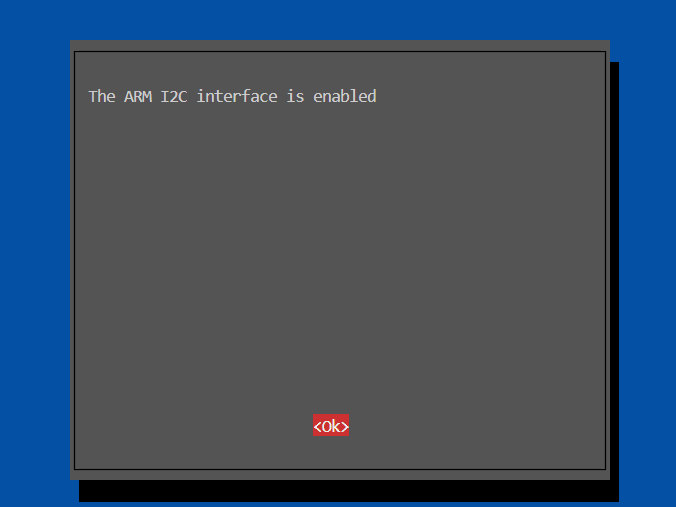 The ARM I2C interface is enabled
<Ok>